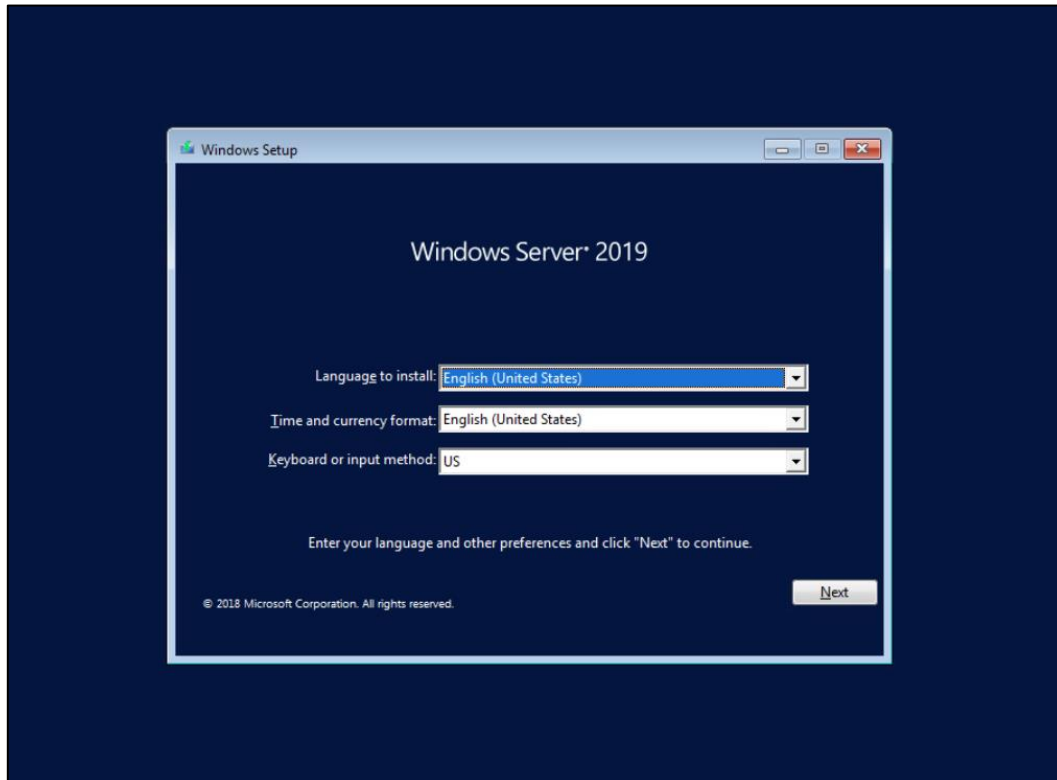 Windows Setup
Windows Server® 2019
Language to install: English (United States)
Time and currency format: English (United States)
Keyboard or input method: US
Enter your language and other preferences and click "Next" to continue.
Next
© 2018 Microsoft Corporation. All rights reserved.